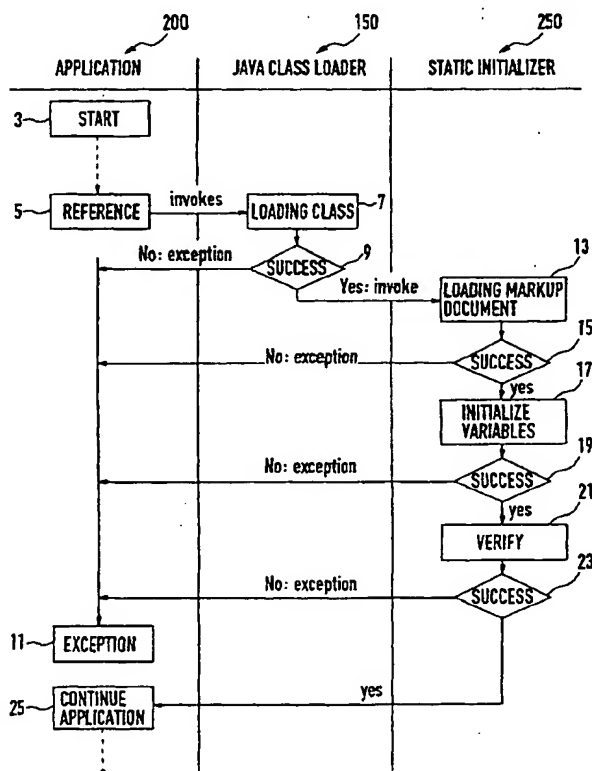 200
150
250
APPLICATION
JAVA CLASS LOADER
STATIC INITIALIZER
3
START
5
REFERENCE
invokes
LOADING CLASS
7
No: exception
SUCCESS
9
Yes: invoke
13
LOADING MARKUP
DOCUMENT
15
No: exception
SUCCESS
yes
17
INITIALIZE
VARIABLES
19
No: exception
SUCCESS
yes
21
VERIFY
23
No: exception
SUCCESS
11
EXCEPTION
yes
25
CONTINUE
APPLICATION